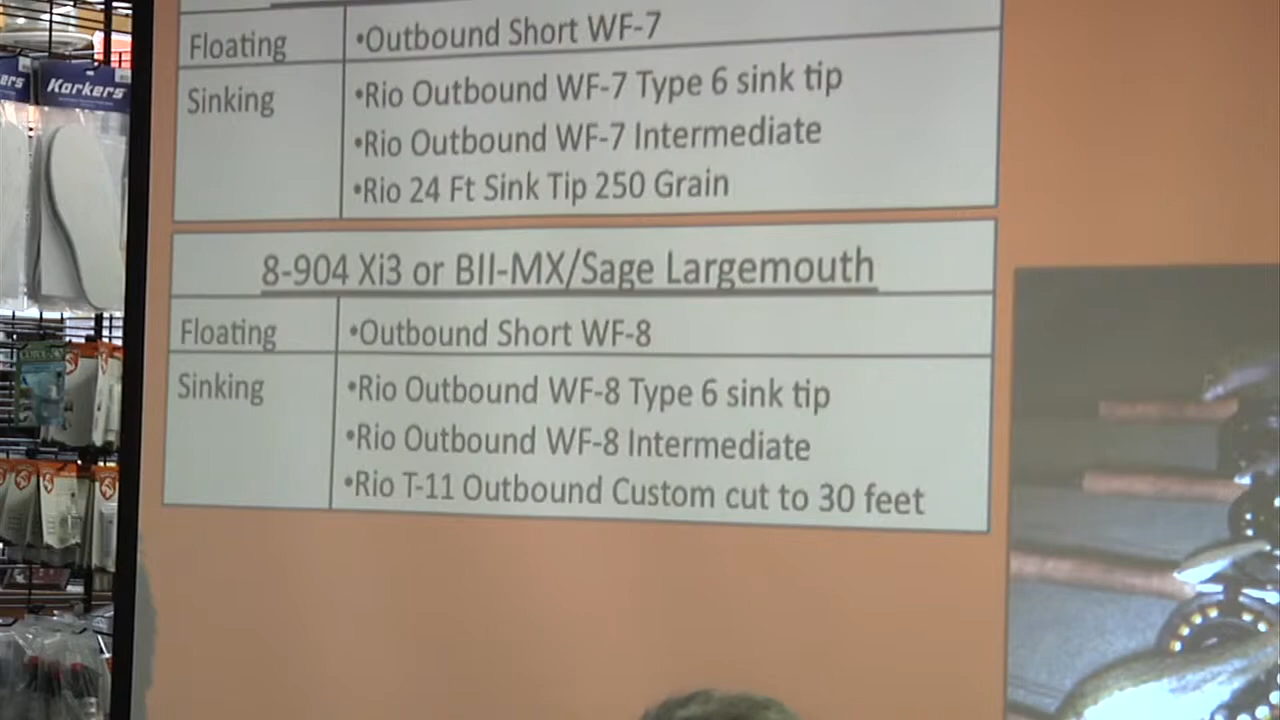 Floating
•Outbound Short WF-7
Sinking
•Rio Outbound WF-7 Type 6 sink tip
•Rio Outbound WF-7 Intermediate
•Rio 24 Ft Sink Tip 250 Grain
8-904 Xi3 or BII-MX/Sage Largemouth
Floating
•Outbound Short WF-8
Sinking
•Rio Outbound WF-8 Type 6 sink tip
•Rio Outbound WF-8 Intermediate
•Rio T-11 Outbound Custom cut to 30 feet
ers
Korkers